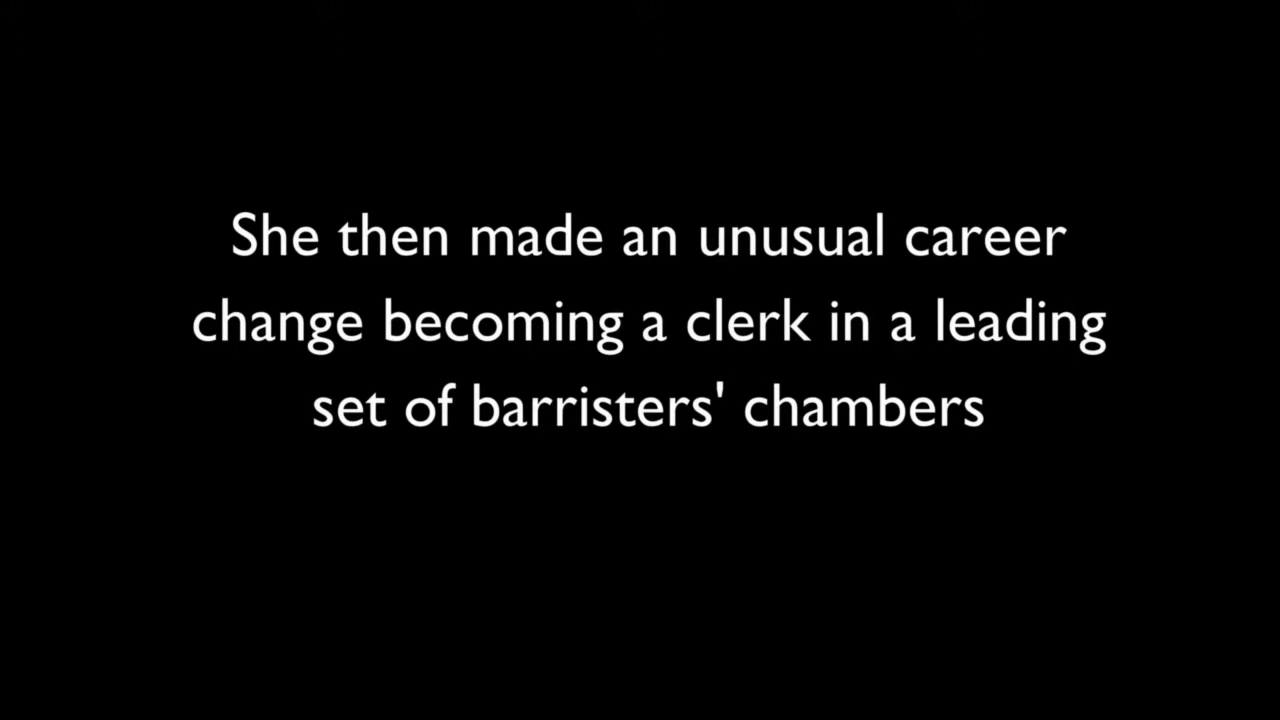 She then made an unusual career
change becoming a clerk in a leading
set of barristers' chambers